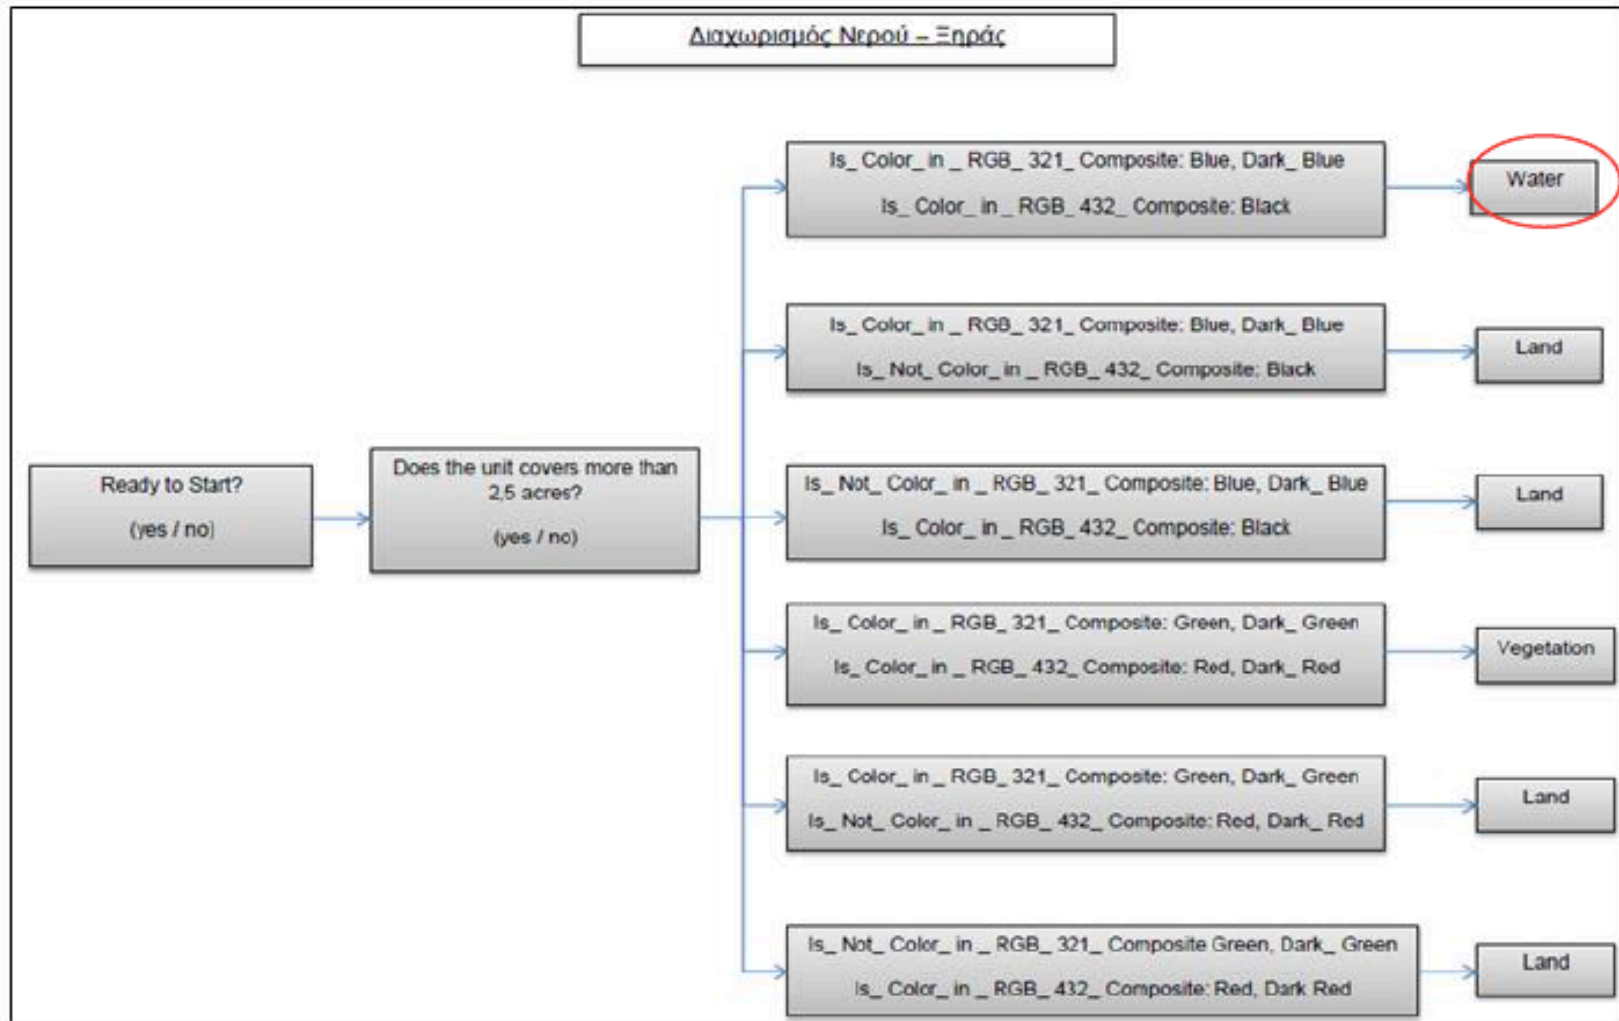 Διαχωρισμός Νερού – Ξηράς
Is_ Color_ in _ RGB_ 321_ Composite: Blue, Dark_ Blue
Is_ Color_ in _ RGB_ 432_ Composite: Black
Water
Is_ Color_ in _ RGB_ 321_ Composite: Blue, Dark_ Blue
Is_ Not_ Color_ in _ RGB_ 432_ Composite: Black
Land
Ready to Start?
(yes / no)
Does the unit covers more than
2,5 acres?
(yes / no)
Is_ Not_ Color_ in _ RGB_ 321_ Composite: Blue, Dark_ Blue
Is_ Color_ in _ RGB_ 432_ Composite: Black
Land
Is_ Color_ in _ RGB_ 321_ Composite: Green, Dark_ Green
Is_ Color_ in _ RGB_ 432_ Composite: Red, Dark_ Red
Vegetation
Is_ Color_ in _ RGB_ 321_ Composite: Green, Dark_ Green
Is_ Not_ Color_ in _ RGB_ 432_ Composite: Red, Dark_ Red
Land
Is_ Not_ Color_ in _ RGB_ 321_ Composite Green, Dark_ Green
Is_ Color_ in _ RGB_ 432_ Composite: Red, Dark Red
Land